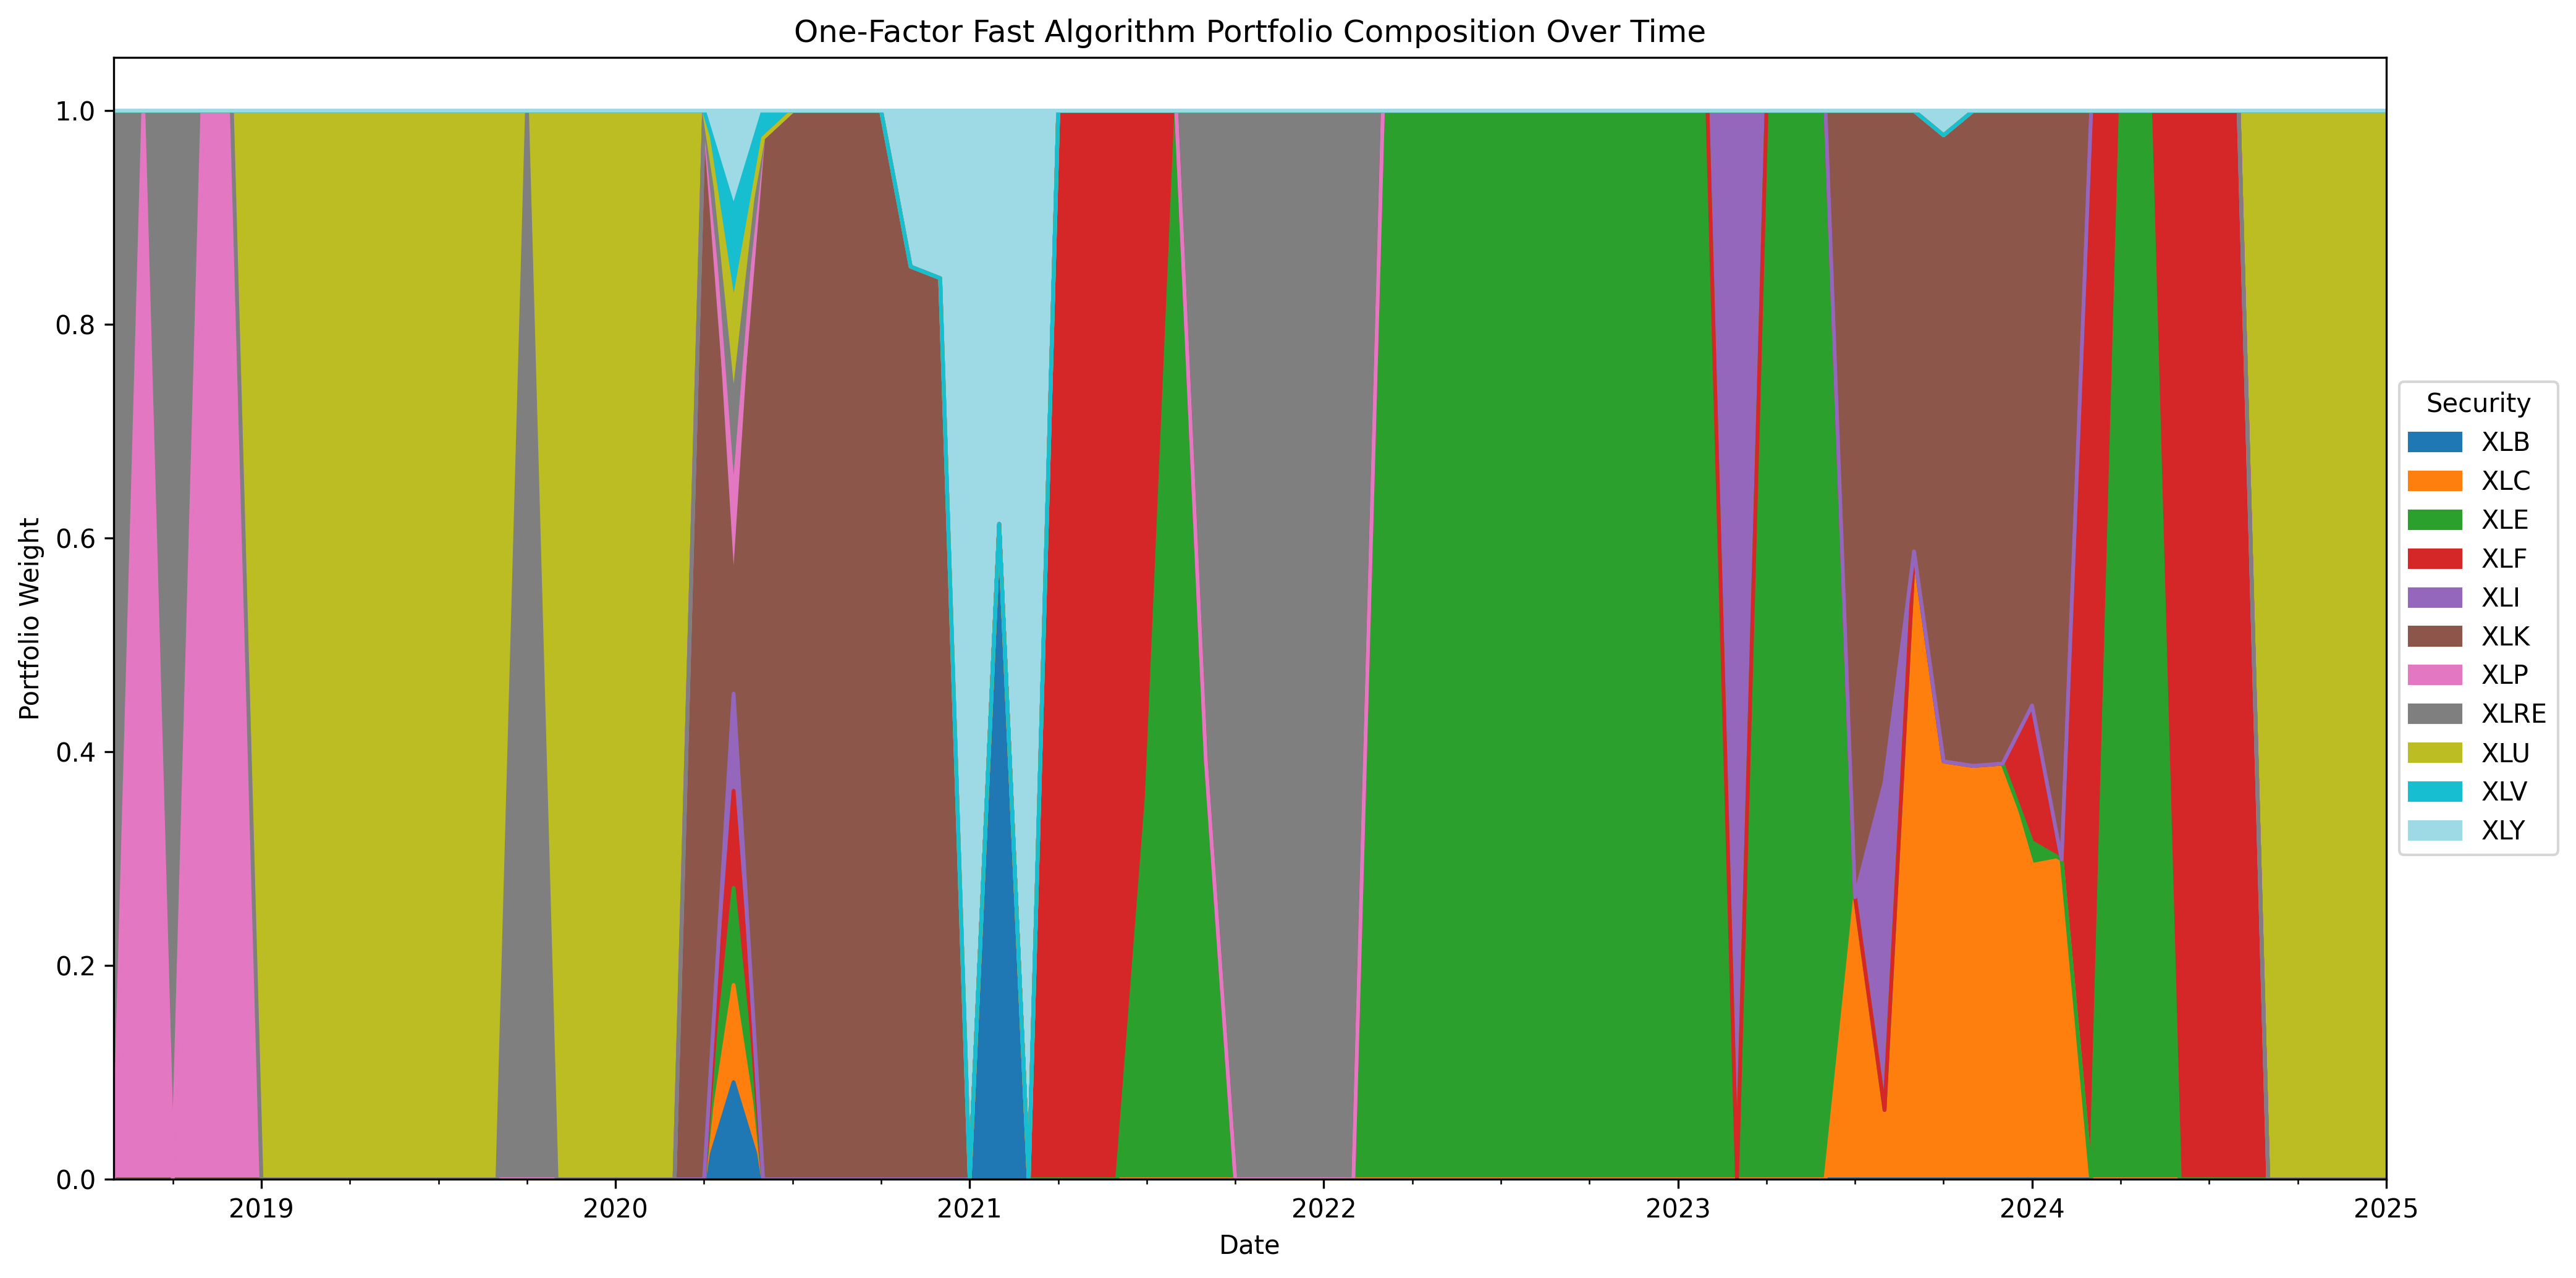 One-Factor Fast Algorithm Portfolio Composition Over Time
Portfolio Weight
1.0
0.8
0.6
0.4
0.2
0.0
2019
2020
2021
2022
2023
2024
2025
Date
Security
XLB
XLC
XLE
XLF
XLI
XLK
XLP
XLRE
XLU
XLV
XLY